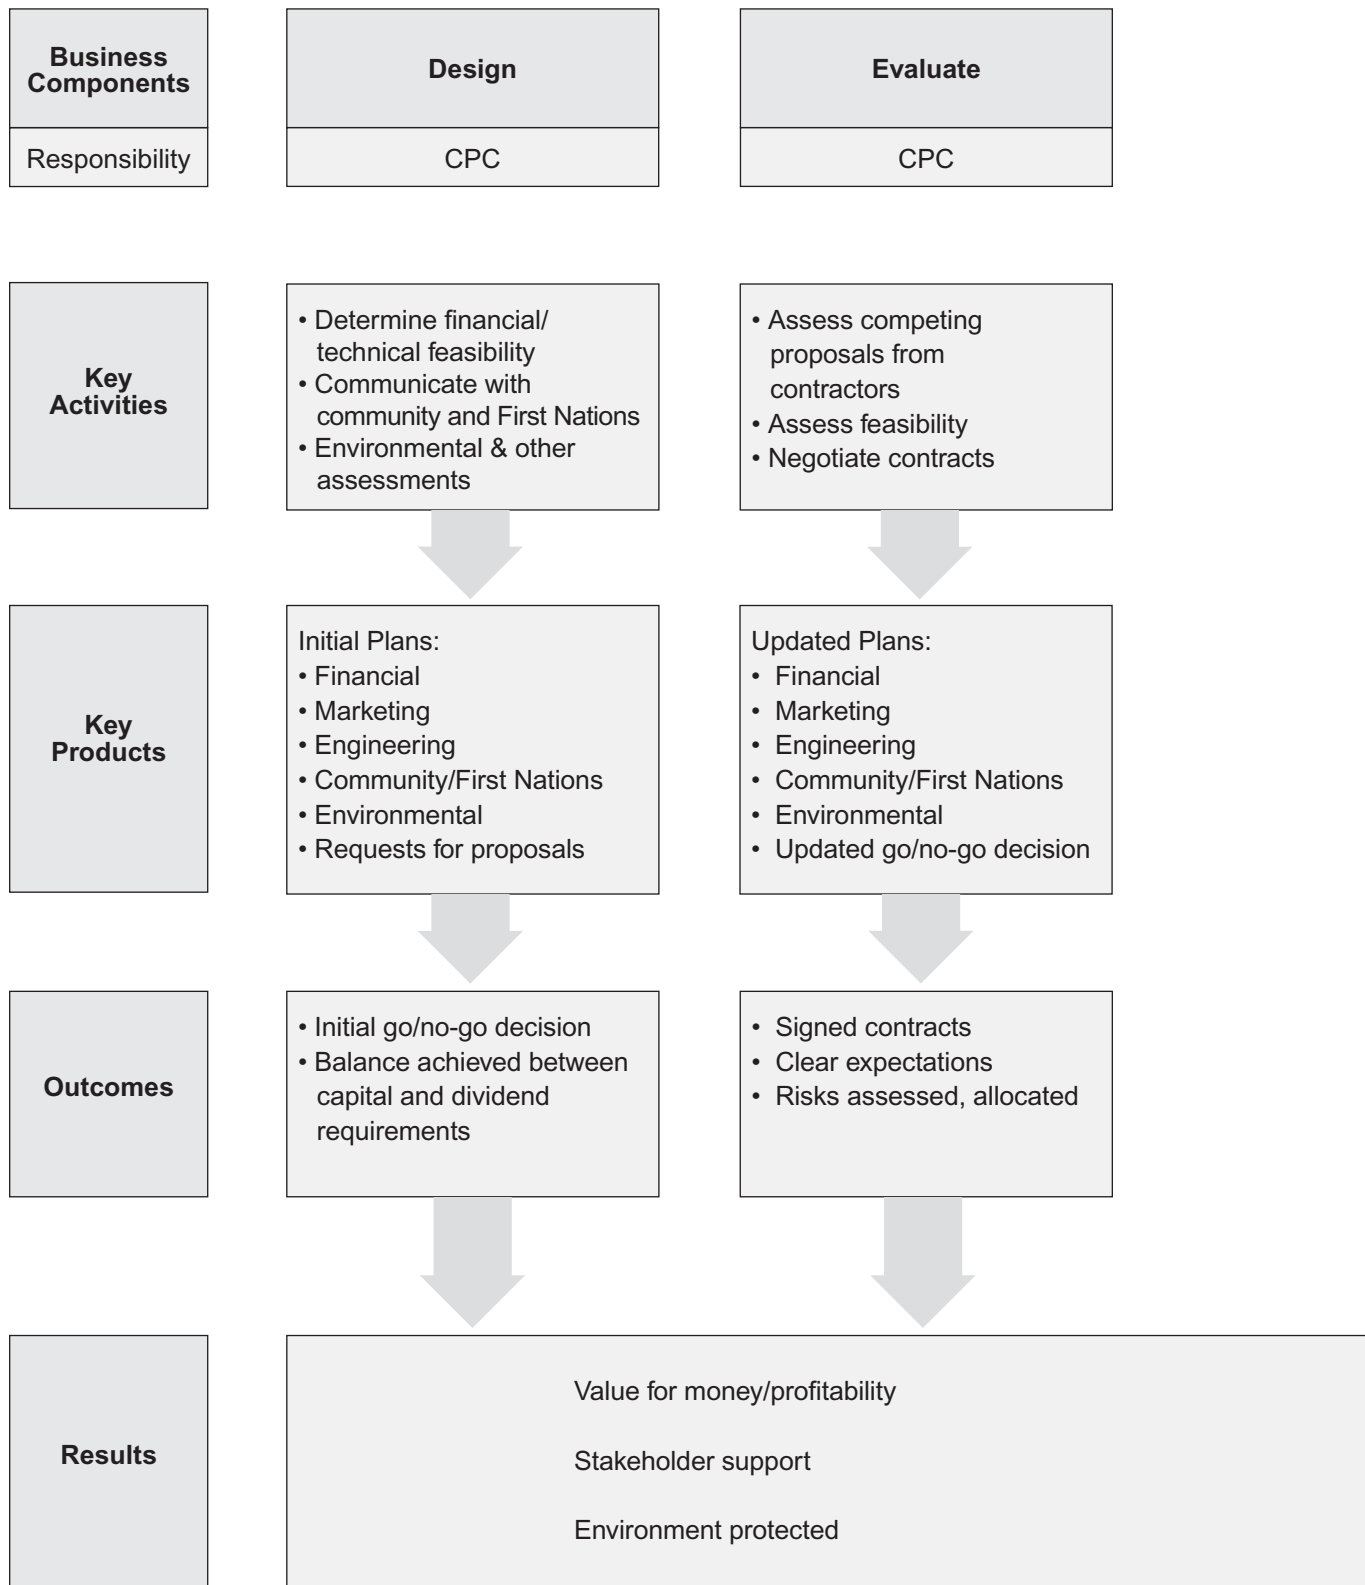 Business
Components
Design
Evaluate
Responsibility
CPC
CPC
Key
Activities
• Determine financial/
technical feasibility
• Communicate with
community and First Nations
• Environmental & other
assessments
• Assess competing
proposals from
contractors
• Assess feasibility
• Negotiate contracts
Key
Products
Initial Plans:
• Financial
• Marketing
• Engineering
• Community/First Nations
• Environmental
• Requests for proposals
Updated Plans:
• Financial
• Marketing
• Engineering
• Community/First Nations
• Environmental
• Updated go/no-go decision
Outcomes
• Initial go/no-go decision
• Balance achieved between
capital and dividend
requirements
• Signed contracts
• Clear expectations
• Risks assessed, allocated
Results
Value for money/profitability
Stakeholder support
Environment protected